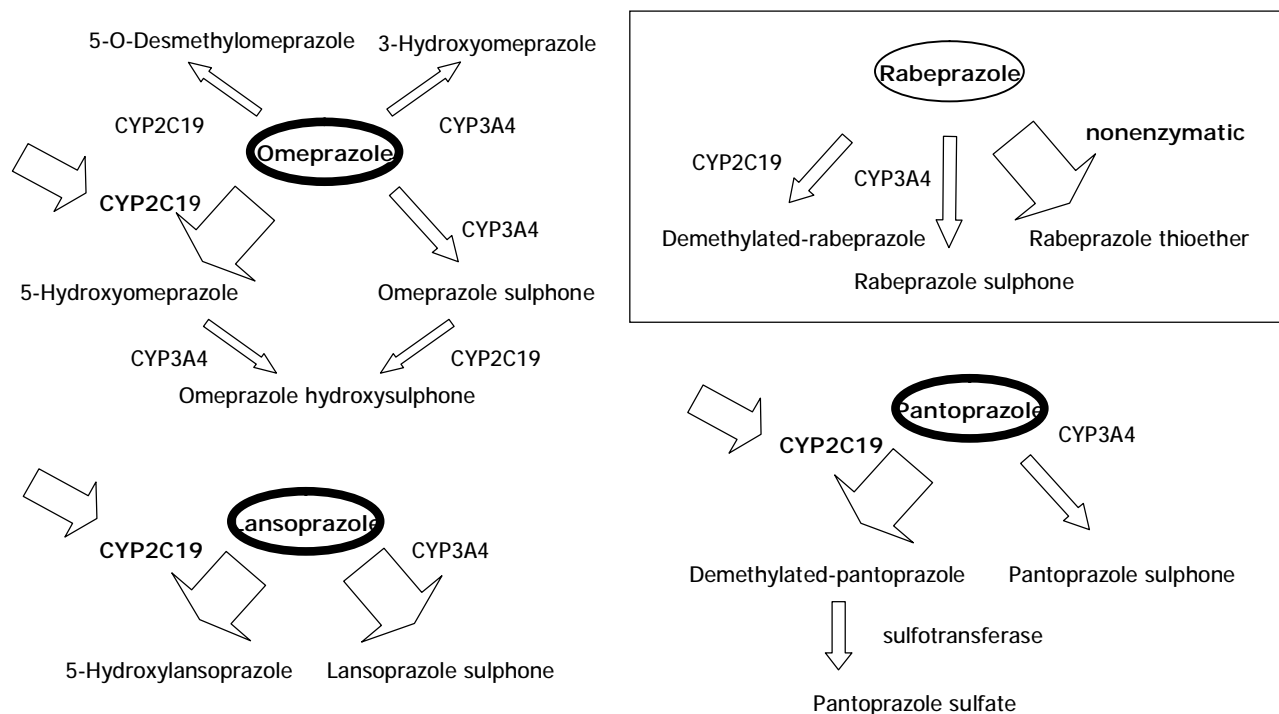 5-O-Desmethylomeprazole
3-Hydroxyomeprazole
CYP2C19
CYP3A4
Omeprazole
CYP2C19
CYP3A4
5-Hydroxyomeprazole
Omeprazole sulphone
CYP3A4
CYP2C19
Omeprazole hydroxysulphone
Lansoprazole
CYP2C19
CYP3A4
5-Hydroxylansoprazole
Lansoprazole sulphone
Rabeprazole
nonenzymatic
CYP2C19
CYP3A4
Demethylated-rabeprazole
Rabeprazole thioether
Rabeprazole sulphone
Pantoprazole
CYP3A4
CYP2C19
Demethylated-pantoprazole
Pantoprazole sulphone
sulfotransferase
Pantoprazole sulfate